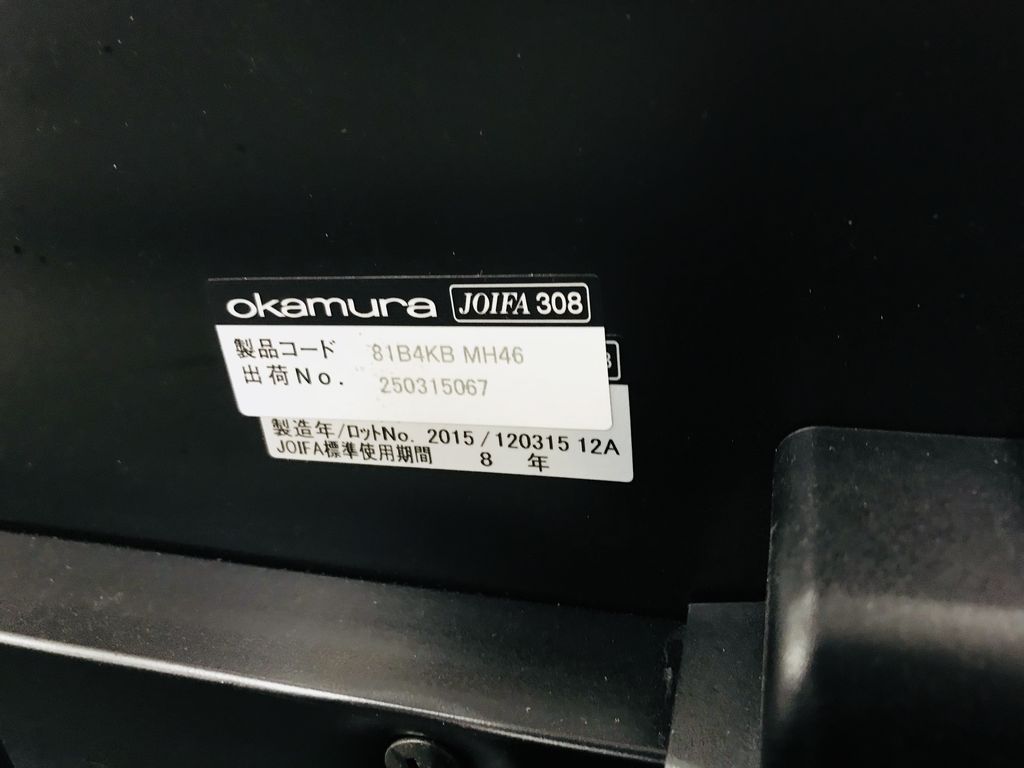 okamura JOIFA 308
製品コード 81B4KB MH46
出荷No. 250315067
製造年/ロットNo. 2015/120315 12A
JOIFA標準使用期間 8 年